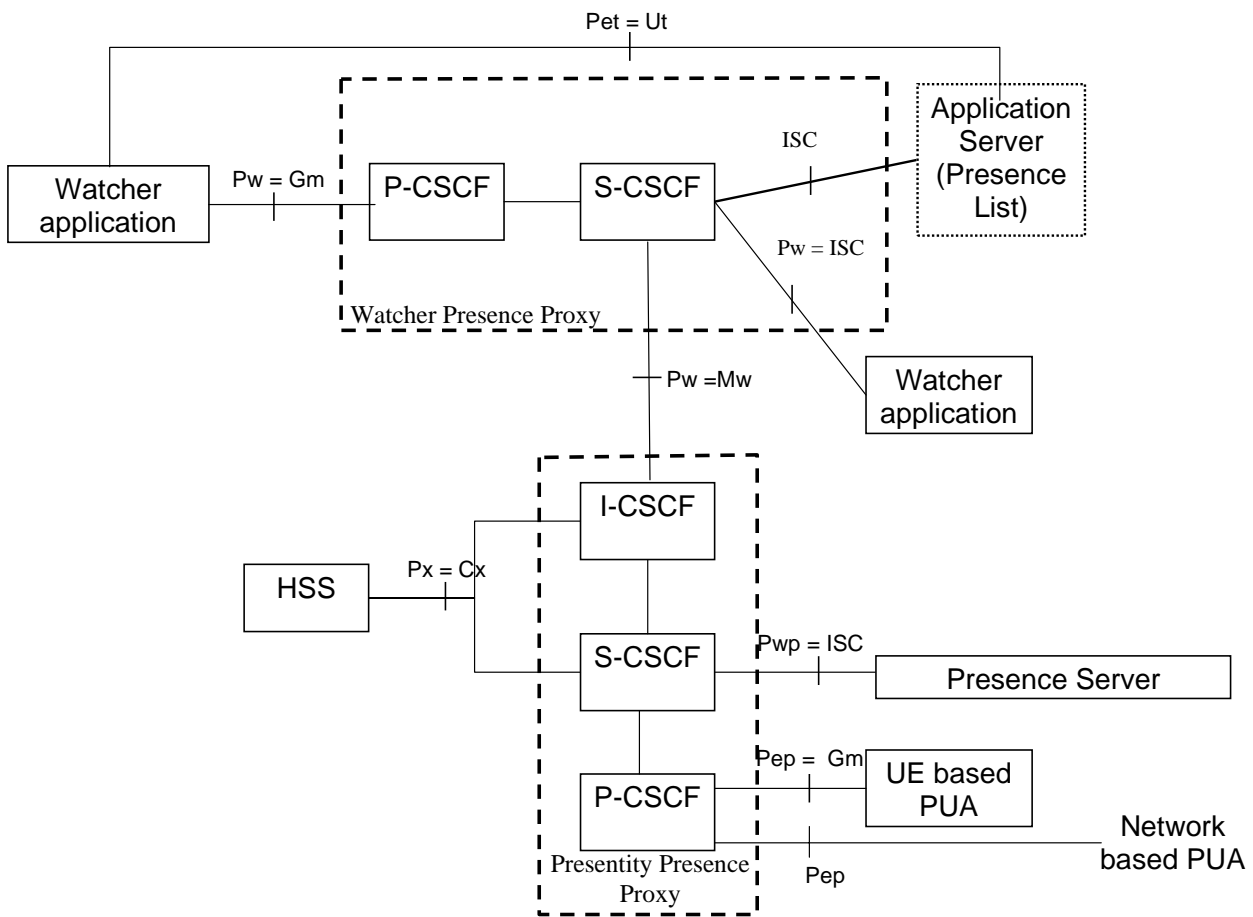 Pet = Ut
Application
Server
(Presence
List)
ISC
Watcher
application
Pw = Gm
P-CSCF
S-CSCF
Pw = ISC
Watcher Presence Proxy
Pw =Mw
Watcher
application
I-CSCF
HSS
Px = Cx
S-CSCF
Pwp = ISC
Presence Server
Pep =  Gm
UE based
PUA
P-CSCF
Network
based PUA
Pep
Presentity Presence
Proxy